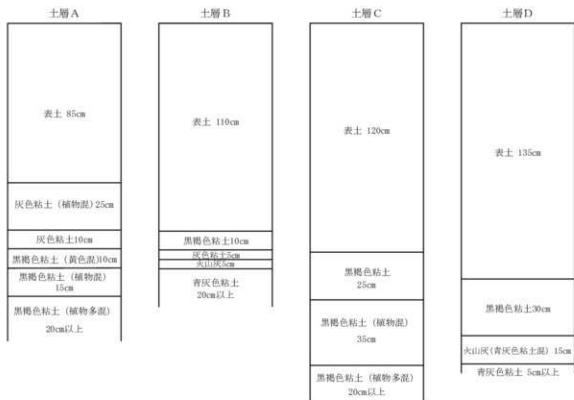 土層A
表土 85cm
灰色粘土（植物混）25cm
灰色粘土10cm
黒褐色粘土（黄色混）10cm
黒褐色粘土（植物混）
15cm
黒褐色粘土（植物多混）
20cm以上
土層B
表土 110cm
黒褐色粘土10cm
灰色粘土5cm
火山灰5cm
青灰色粘土
20cm以上
土層C
表土 120cm
黒褐色粘土
25cm
黒褐色粘土（植物混）
35cm
黒褐色粘土（植物多混）
20cm以上
土層D
表土 135cm
黒褐色粘土30cm
火山灰(青灰色粘土混) 15cm
青灰色粘土 5cm以上